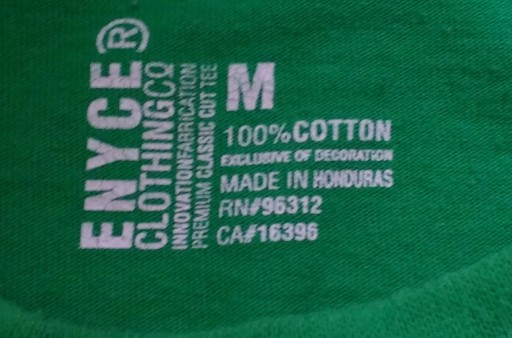 ENYCE®
CLOTHINGCO
INNOVATIONFABRICATION
PREMIUM CLASSIC CUT TEE
M
100% COTTON
EXCLUSIVE OF DECORATION
MADE IN HONDURAS
RN#96312
CA#16396